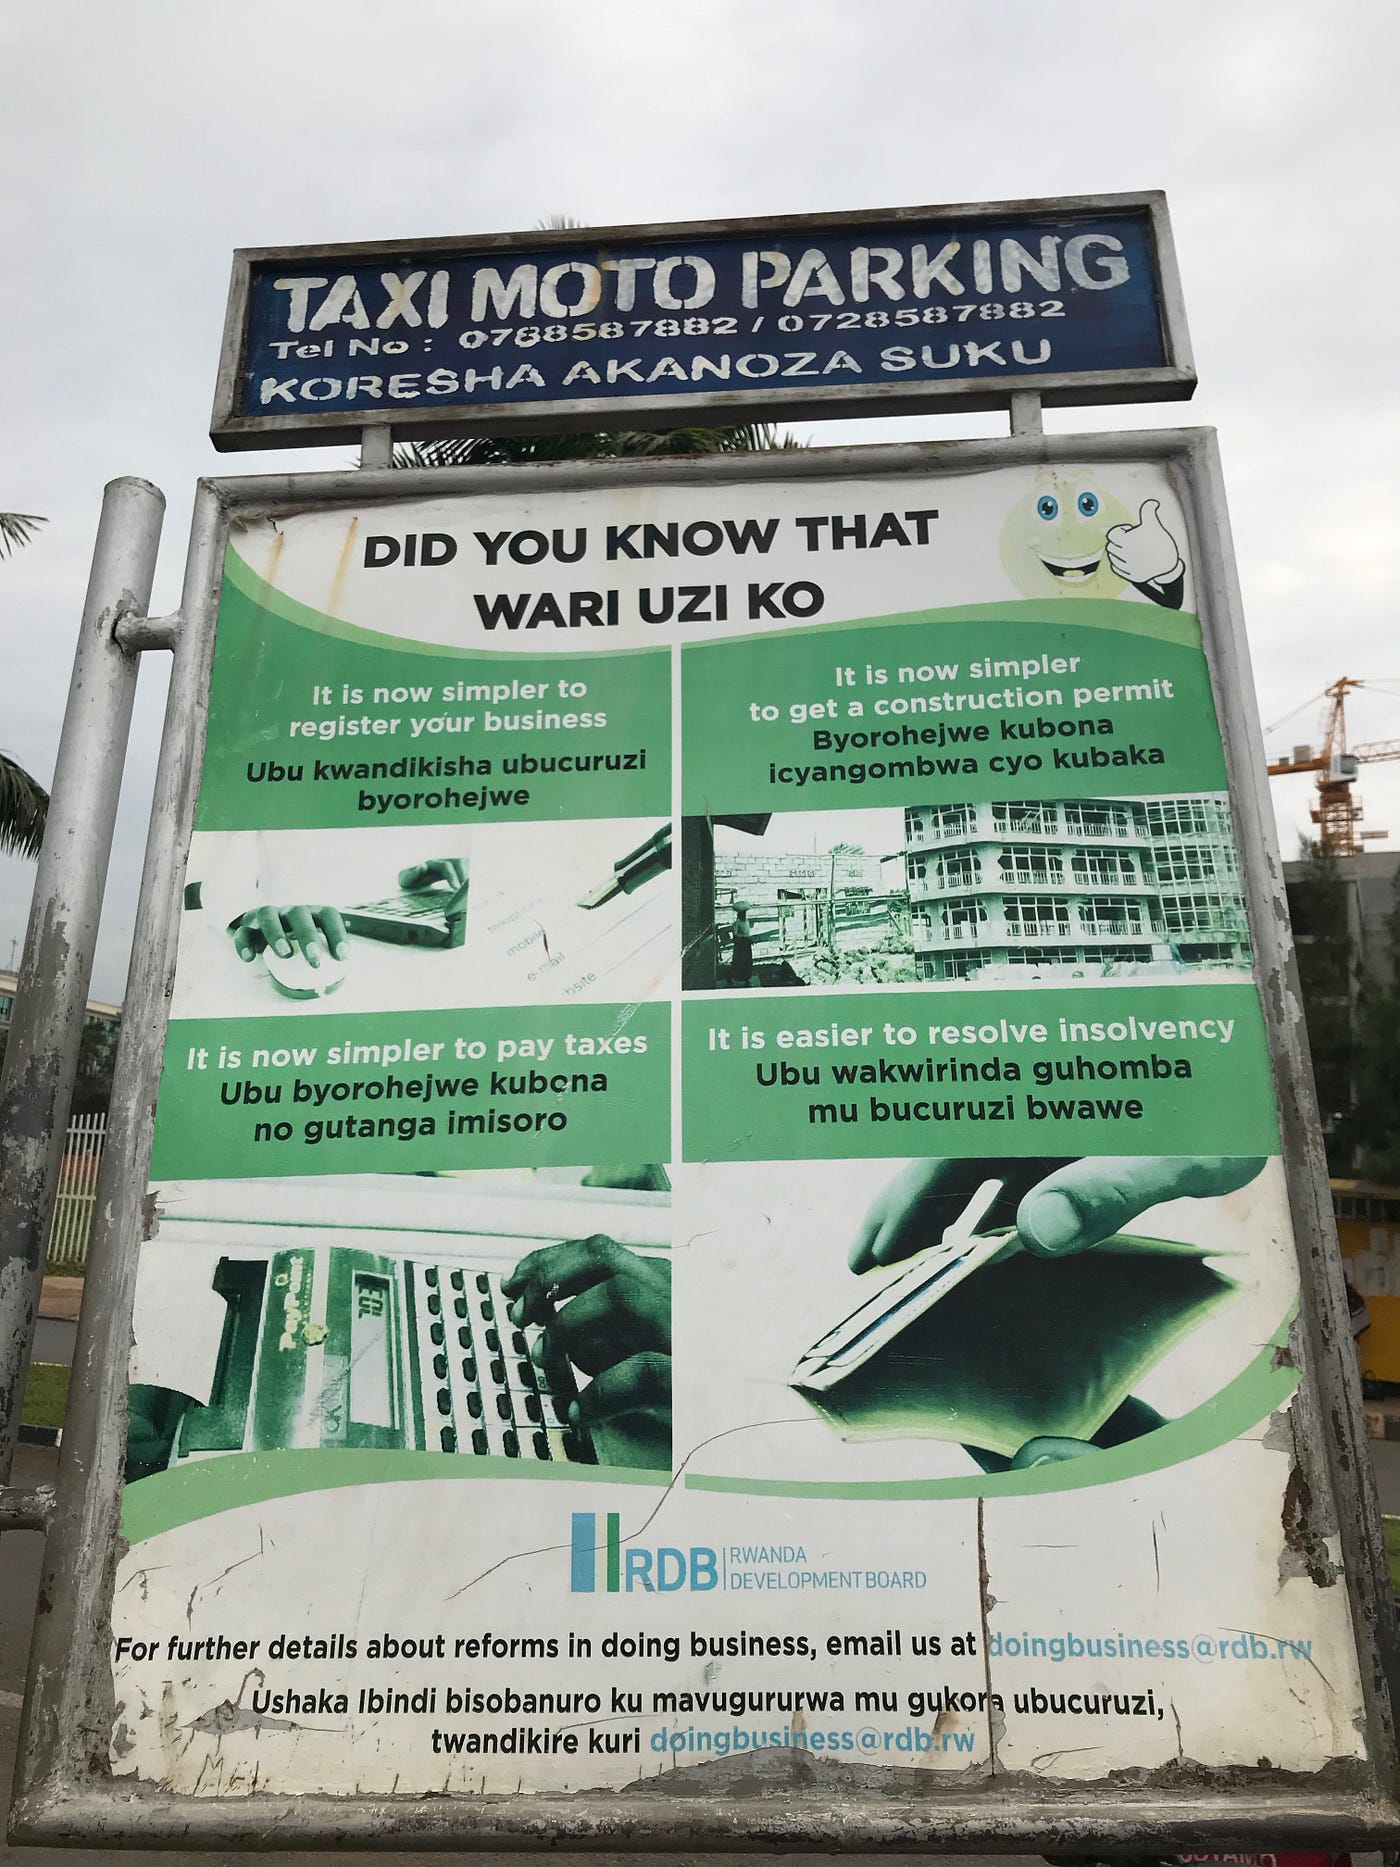 TAXI MOTO PARKING
Tel No : 0788587882 / 0728587882
KORESHA AKANOZA SUKU
DID YOU KNOW THAT
WARI UZI KO
It is now simpler to
register your business
Ubu kwandikisha ubucuruzi
byorohejwe
It is now simpler
to get a construction permit
Byorohejwe kubona
icyangombwa cyo kubaka
telephone
mobile
e-mail
It is now simpler to pay taxes
Ubu byorohejwe kubona
no gutanga imisoro
It is easier to resolve insolvency
Ubu wakwirinda guhomba
mu bucuruzi bwawe
703
RDB
RWANDA
DEVELOPMENT BOARD
For further details about reforms in doing business, email us at doingbusiness@rdb.rw
Ushaka Ibindi bisobanuro ku mavugururwa mu gukora ubucuruzi,
twandikire kuri doingbusiness@rdb.rw